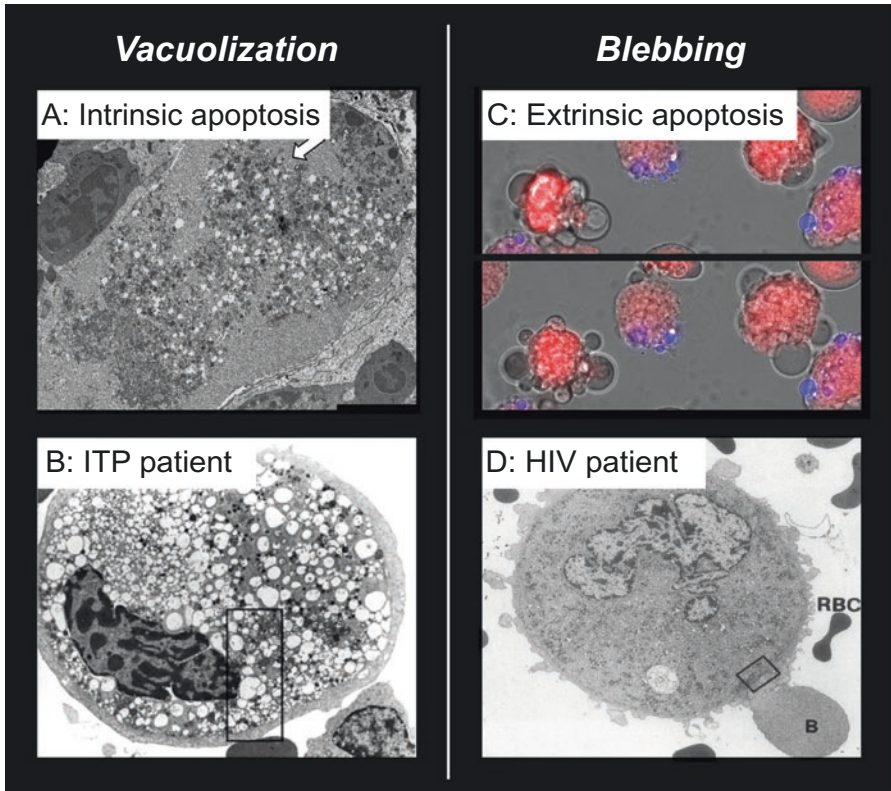 Vacuolization
Blebbing
A: Intrinsic apoptosis
C: Extrinsic apoptosis
B: ITP patient
D: HIV patient
RBC
B